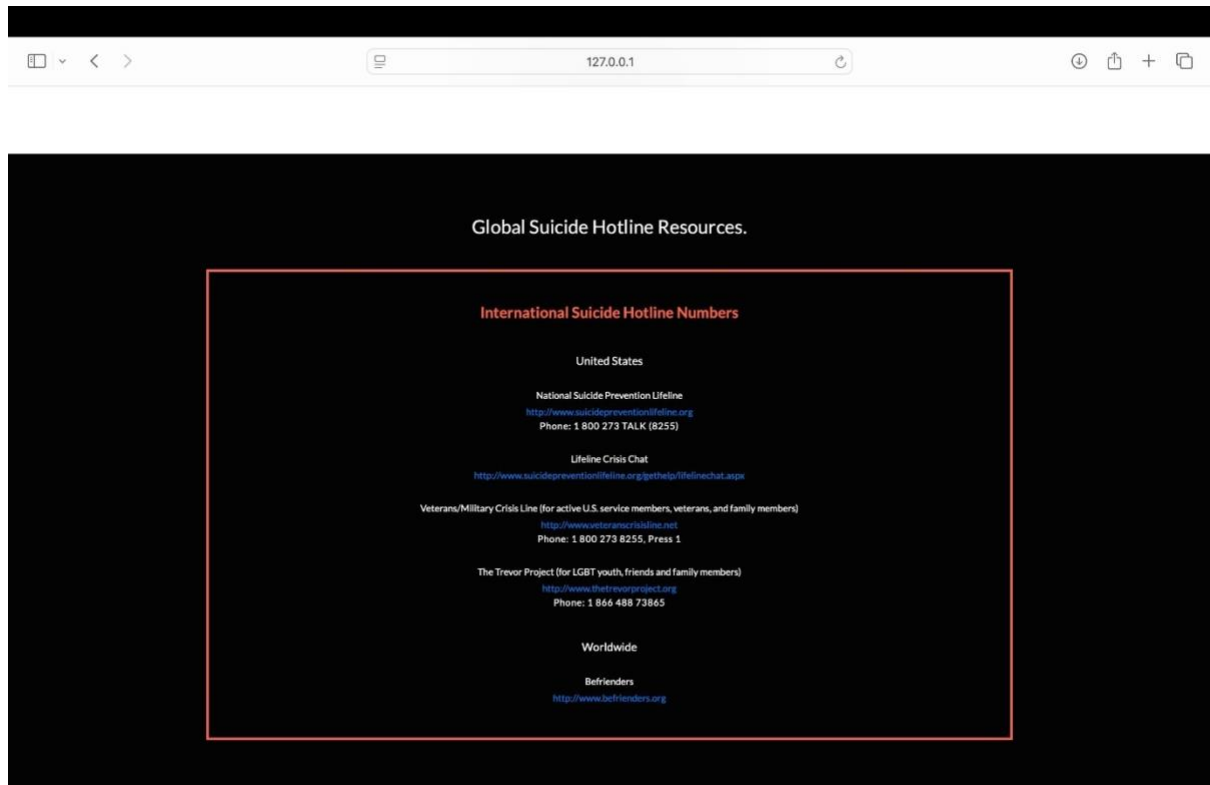 127.0.0.1
Global Suicide Hotline Resources.
International Suicide Hotline Numbers
United States
National Suicide Prevention Lifeline
http://www.suicidepreventionlifeline.org
Phone: 1 800 273 TALK (8255)
Lifeline Crisis Chat
http://www.suicidepreventionlifeline.org/gethelp/lifelinechat.aspx
Veterans/Military Crisis Line (for active U.S. service members, veterans, and family members)
http://www.veteranscrisisline.net
Phone: 1 800 273 8255, Press 1
The Trevor Project (for LGBT youth, friends and family members)
http://www.thetrevorproject.org
Phone: 1 866 488 73865
Worldwide
Befrienders
http://www.befrienders.org